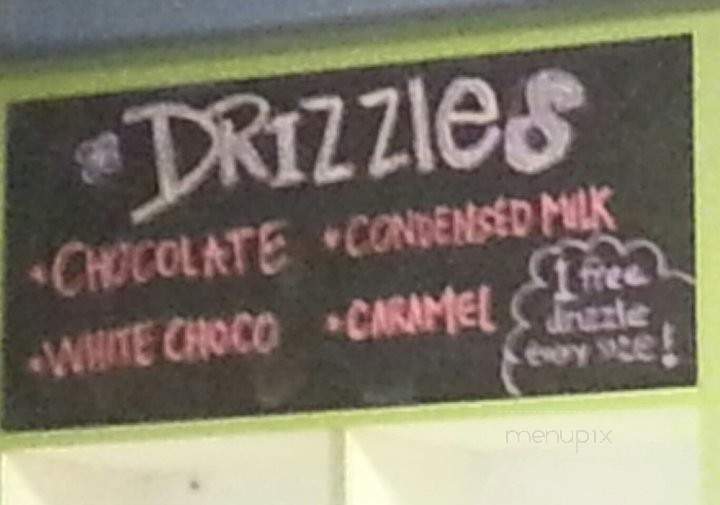 DRIZZles
• CHOCOLATE
• CONDENSED MILK
• WHITE CHOCO
• CARAMEL
1 free
drizzle
every size!
menupix